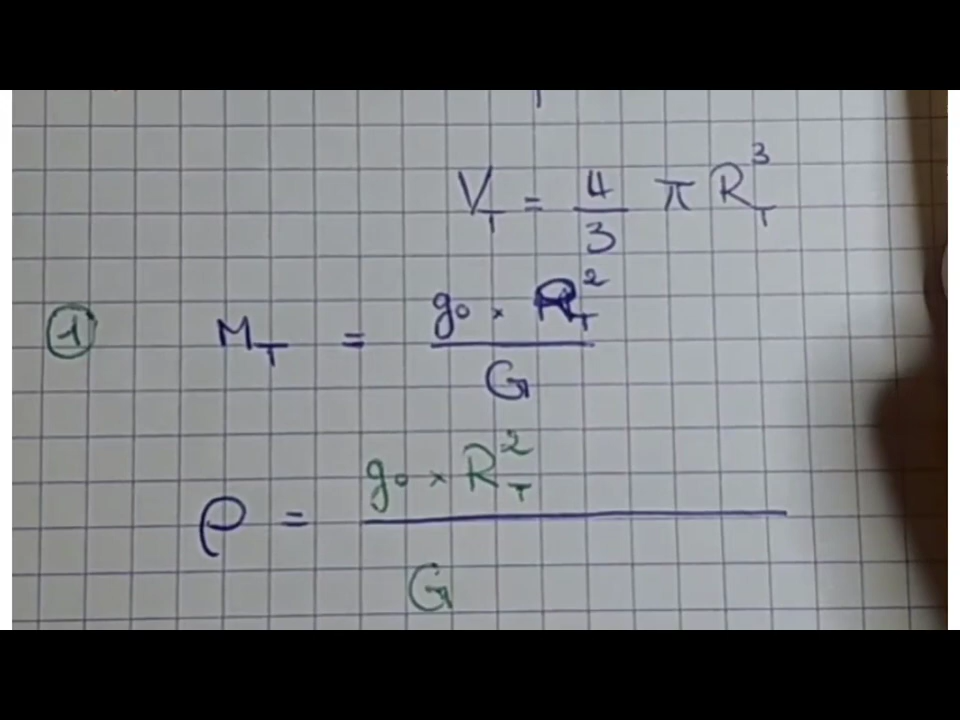 V_T = 4/3 π R_T^3
① M_T = (g₀ × R_T^2) / G
ρ = (g₀ × R_T^2) / G